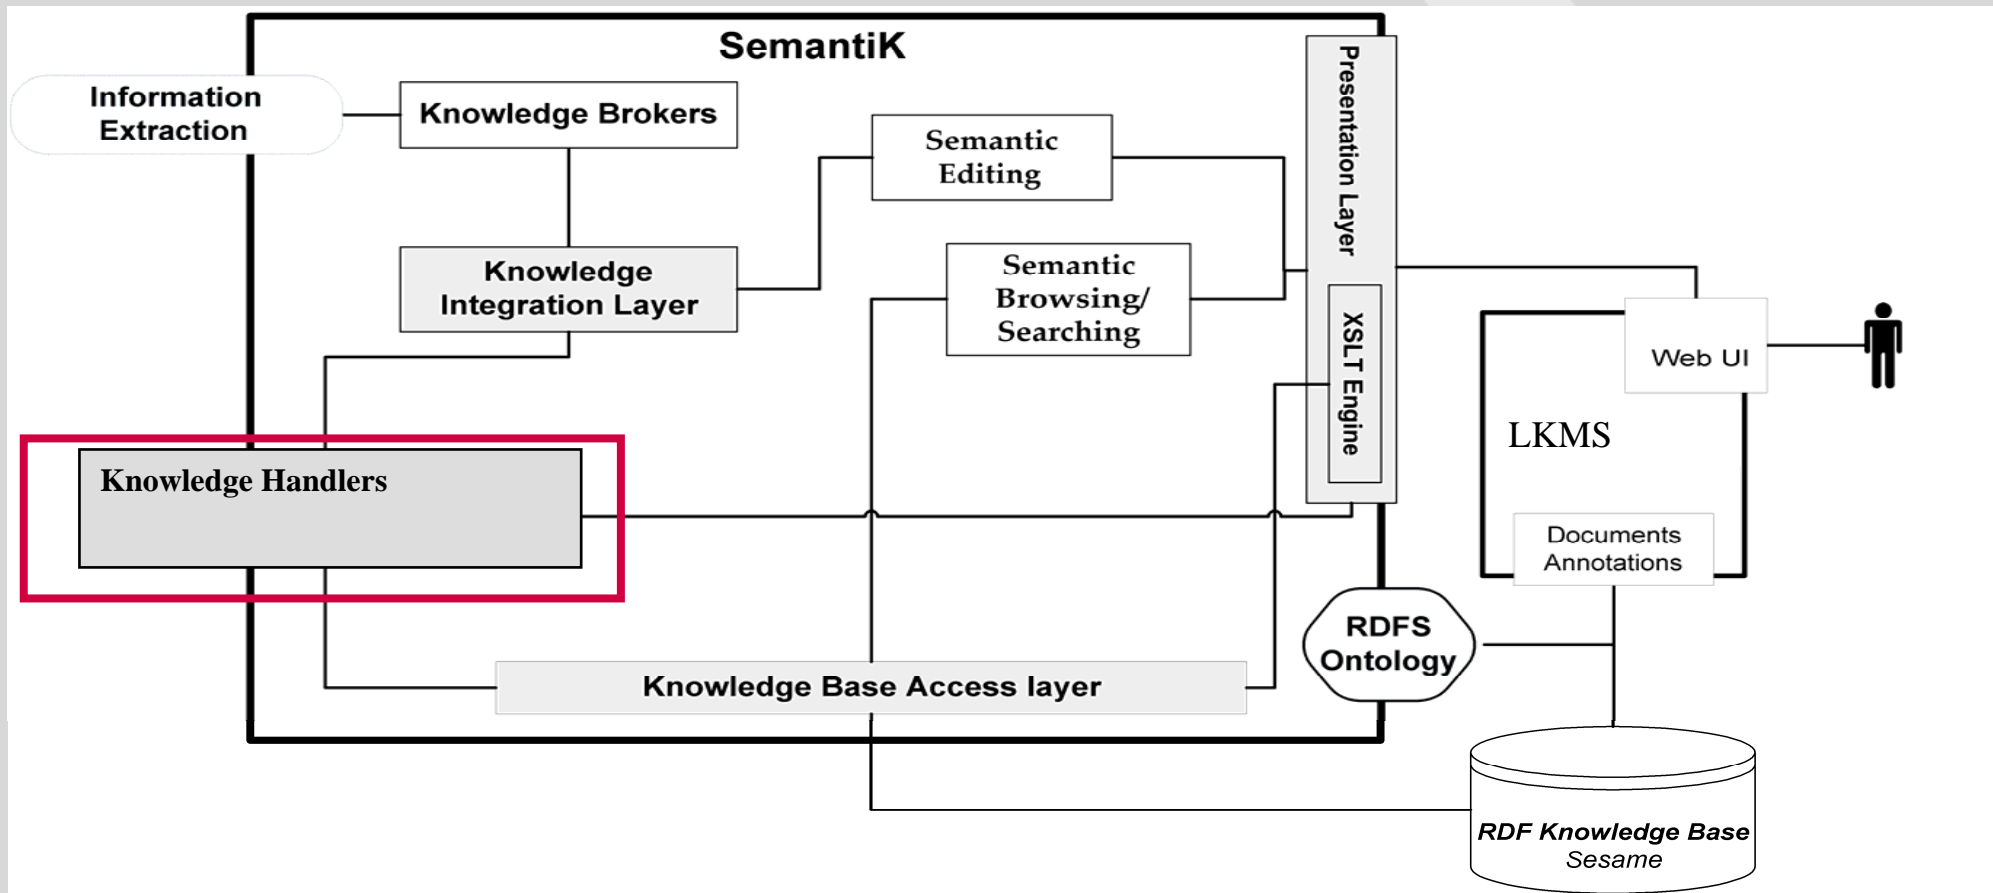 SemantiK
Information
Extraction
Knowledge Brokers
Semantic
Editing
Presentation Layer
Knowledge
Integration Layer
Semantic
Browsing/
Searching
XSLT Engine
Web UI
LKMS
Knowledge Handlers
Documents
Annotations
RDFS
Ontology
Knowledge Base Access layer
RDF Knowledge Base
Sesame